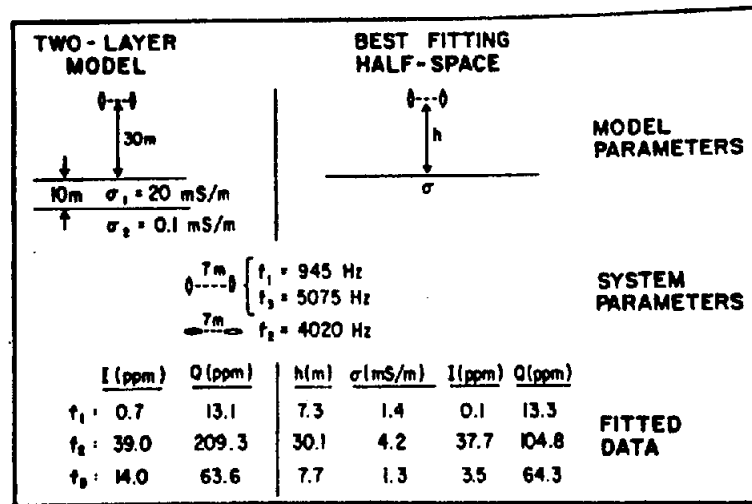 TWO-LAYER MODEL
BEST FITTING HALF-SPACE
30m
h
MODEL PARAMETERS
10m σ₁ = 20 mS/m
σ
σ₂ = 0.1 mS/m
7m f₁ = 945 Hz
f₃ = 5075 Hz
7m f₂ = 4020 Hz
SYSTEM PARAMETERS
I (ppm) Q(ppm) h(m) σ(mS/m) I(ppm) Q(ppm)
f₁: 0.7 13.1 7.3 1.4 0.1 13.3
f₂: 39.0 209.3 30.1 4.2 37.7 104.8
f₃: 14.0 63.6 7.7 1.3 3.5 64.3
FITTED DATA